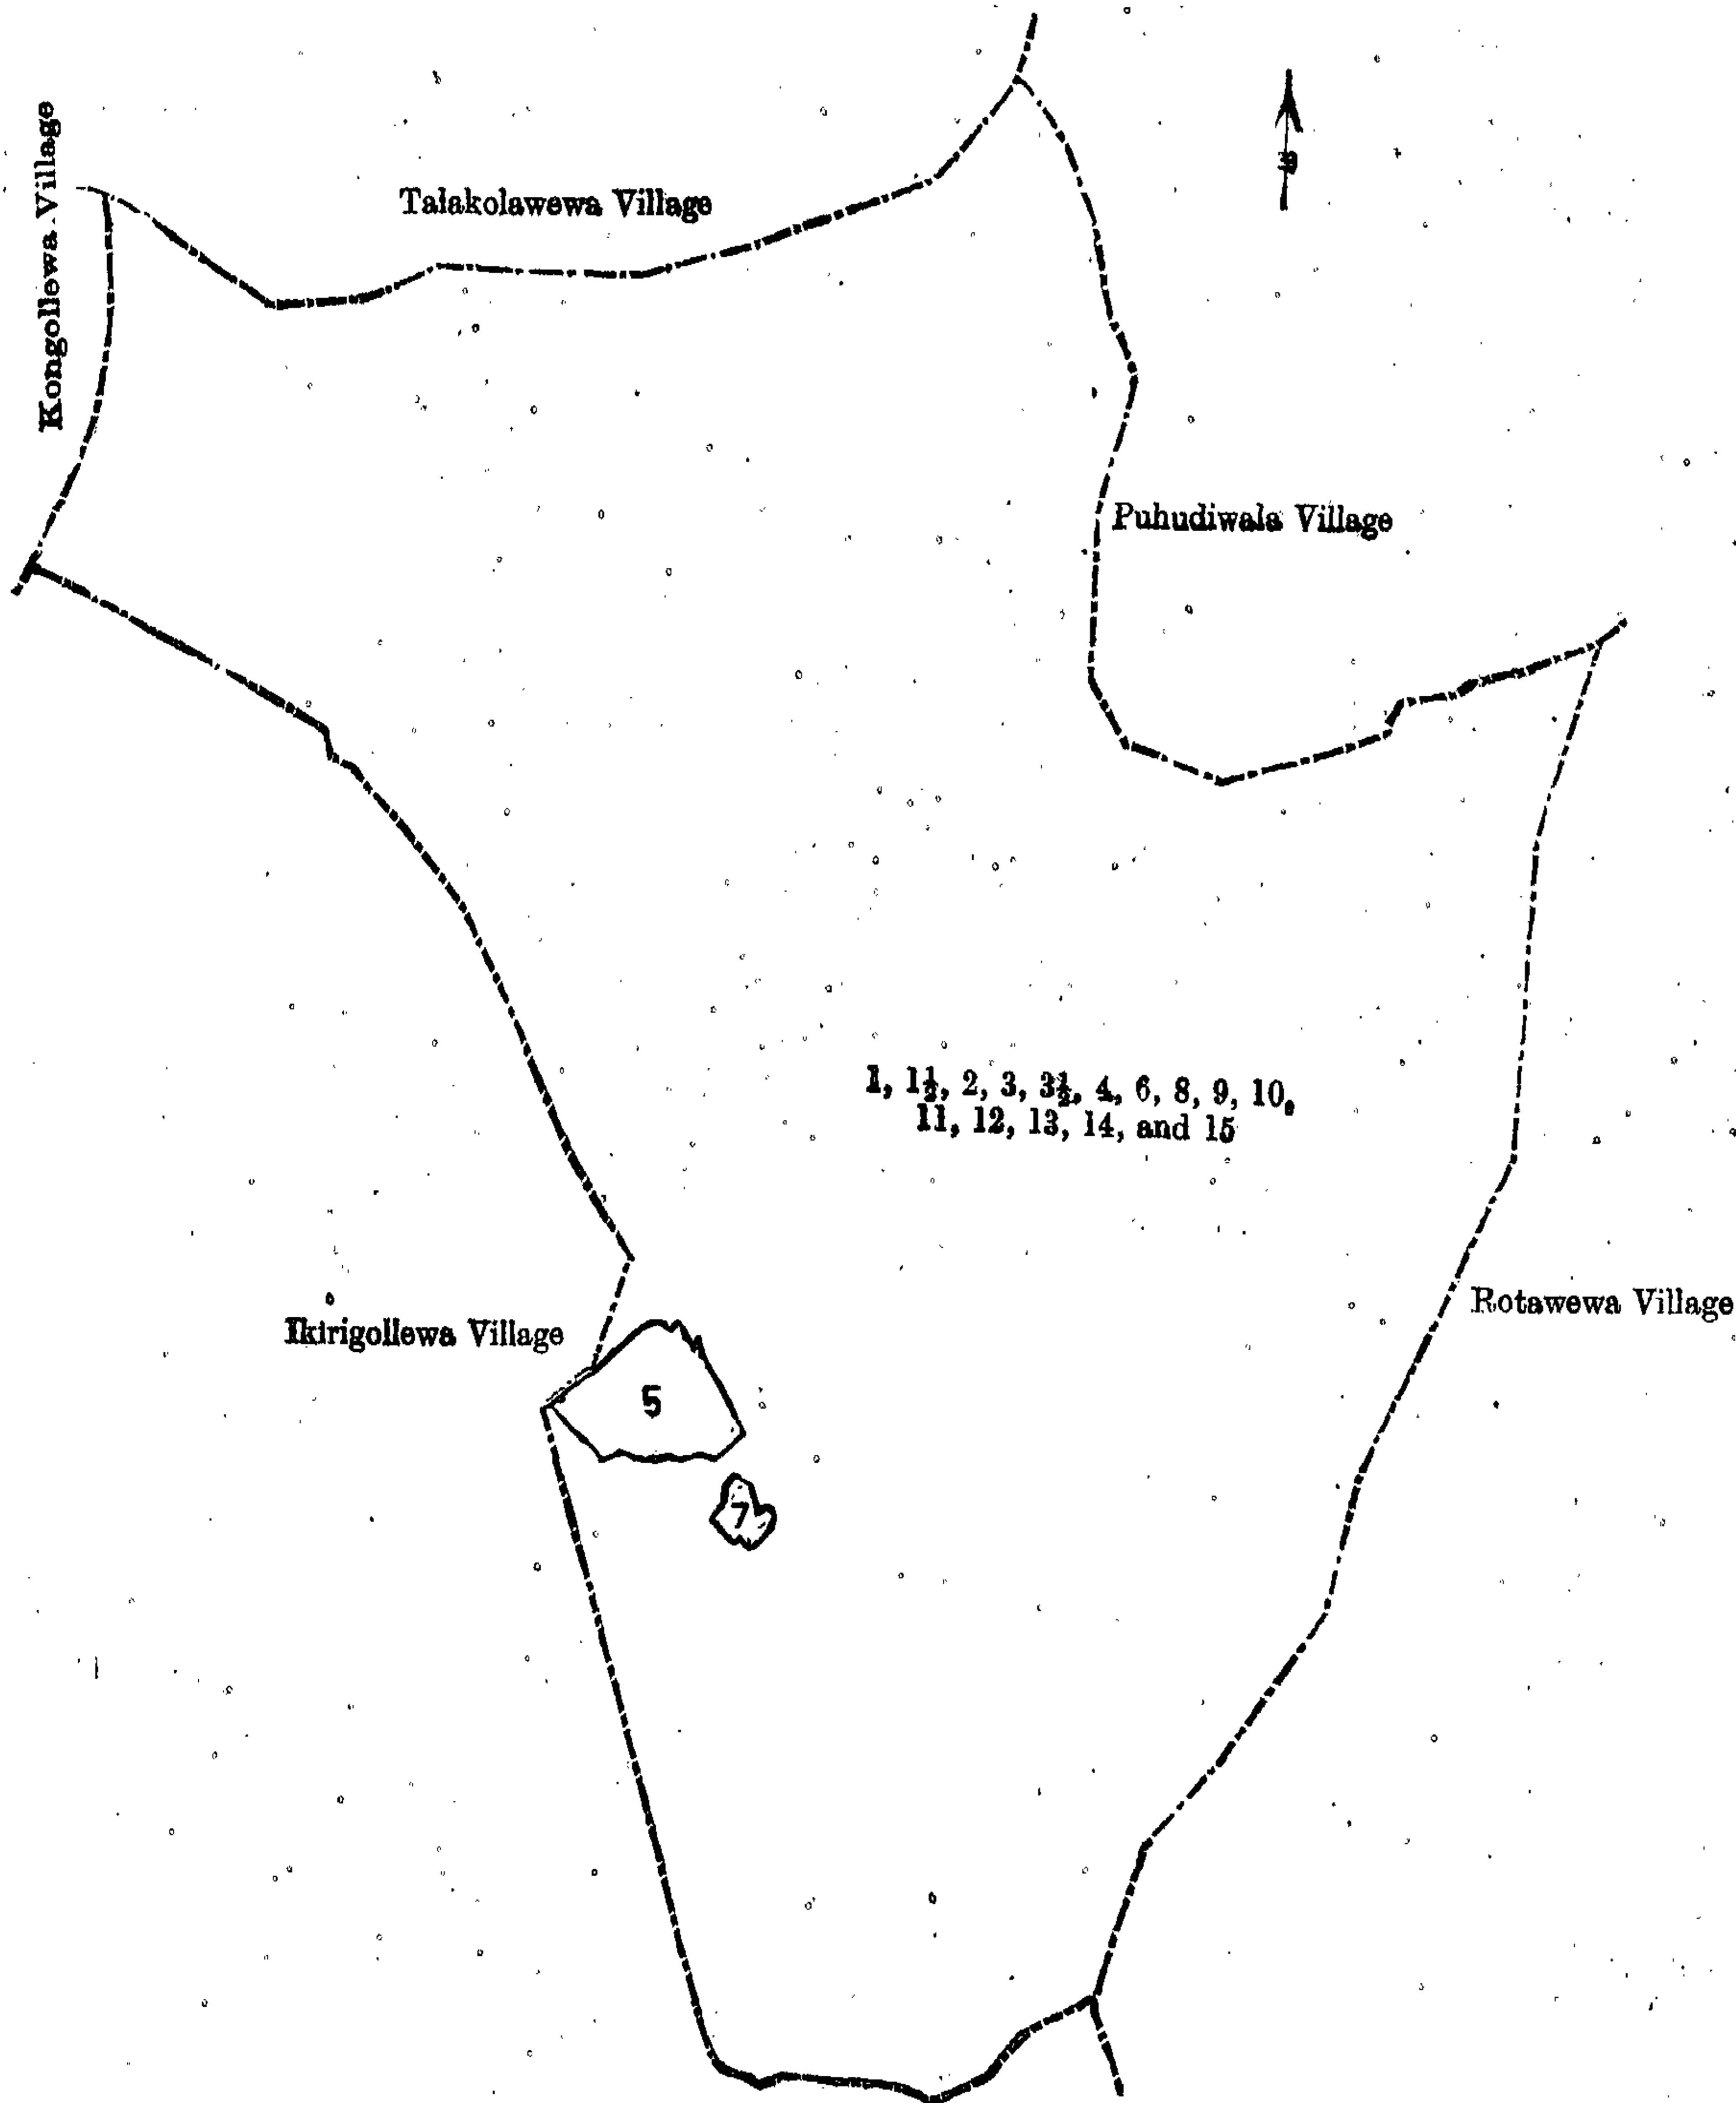 Kongollewa Village
Talakolawewa Village
Puhudiwala Village
1, 1½, 2, 3, 3½, 4, 6, 8, 9, 10,
11, 12, 13, 14, and 15
Rotawewa Village
Ikirigollewa Village
5
7